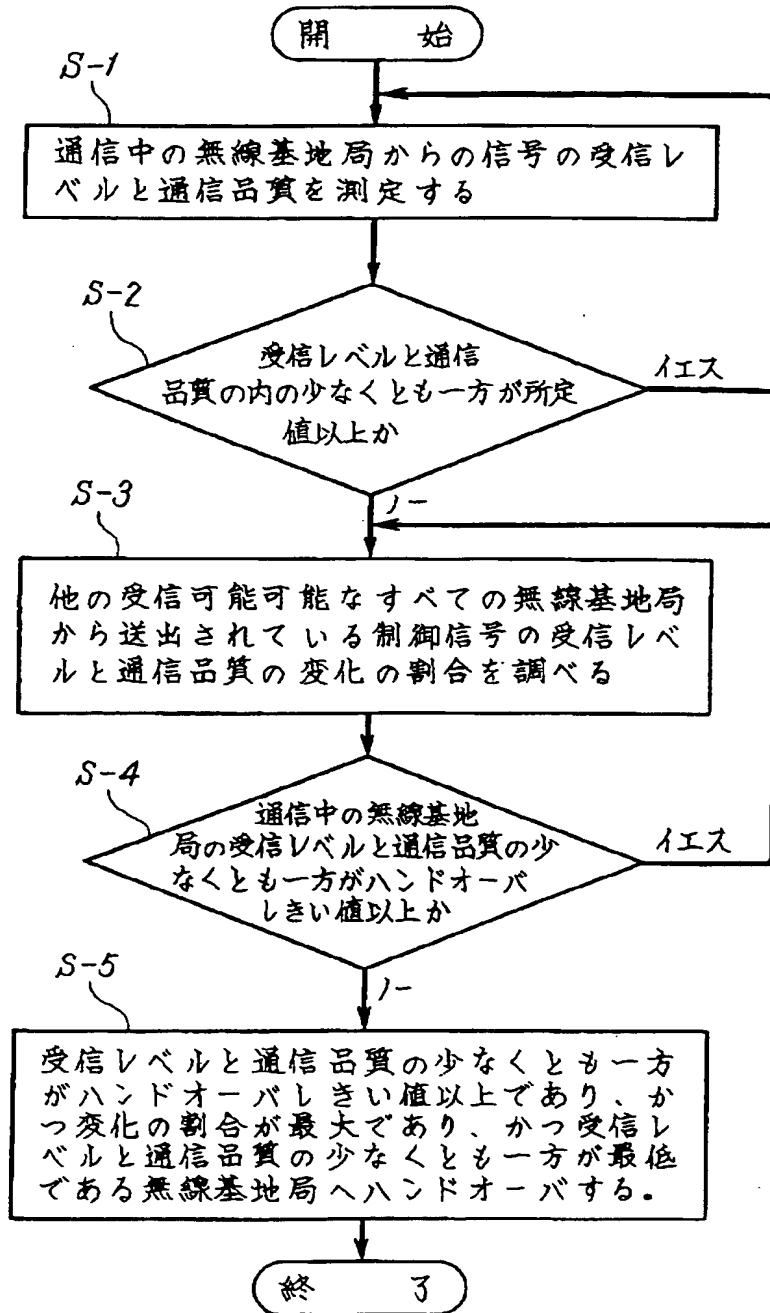 開 始
S-1
通信中の無線基地局からの信号の受信レ
ベルと通信品質を測定する
S-2
受信レベルと通信
品質の内の少なくとも一方が所定
値以上か
イエス
ノー
S-3
他の受信可能可能なすべての無線基地局
から送出されている制御信号の受信レベ
ルと通信品質の変化の割合を調べる
S-4
通信中の無線基地
局の受信レベルと通信品質の少
なくとも一方がハンドオーバ
しきい値以上か
イエス
ノー
S-5
受信レベルと通信品質の少なくとも一方
がハンドオーバしきい値以上であり、か
つ変化の割合が最大であり、かつ受信レ
ベルと通信品質の少なくとも一方が最低
である無線基地局へハンドオーバする.
終 了